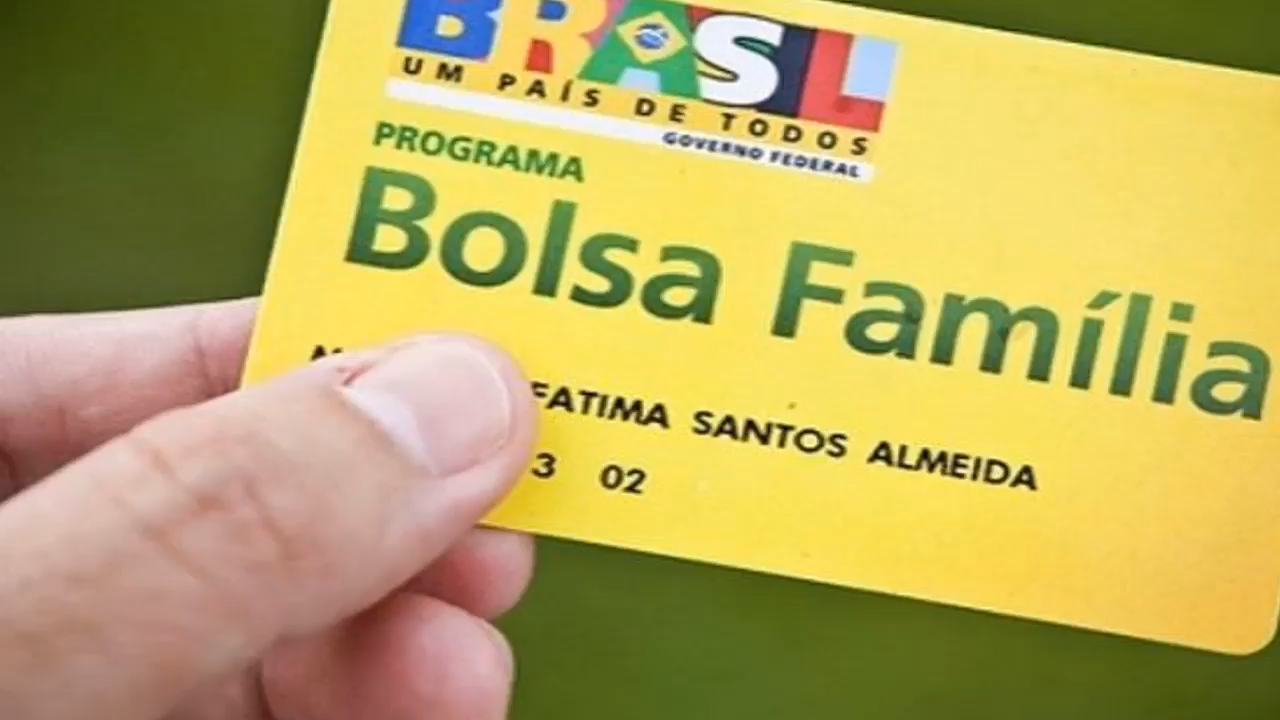 BRASIL
UM PAÍS DE TODOS
GOVERNO FEDERAL
PROGRAMA
Bolsa Família
FATIMA SANTOS ALMEIDA
3 02